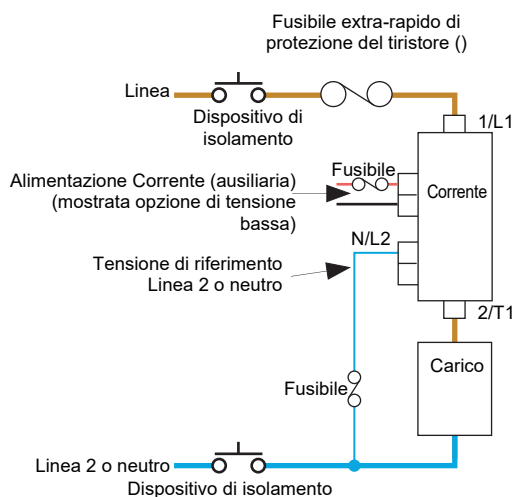 Fusibile extra-rapido di
protezione del tiristore ()
Linea
Dispositivo di
isolamento
1/L1
Fusibile
Alimentazione Corrente (ausiliaria)
(mostrata opzione di tensione
bassa)
Corrente
N/L2
Tensione di riferimento
Linea 2 o neutro
2/T1
Carico
Fusibile
Linea 2 o neutro
Dispositivo di isolamento